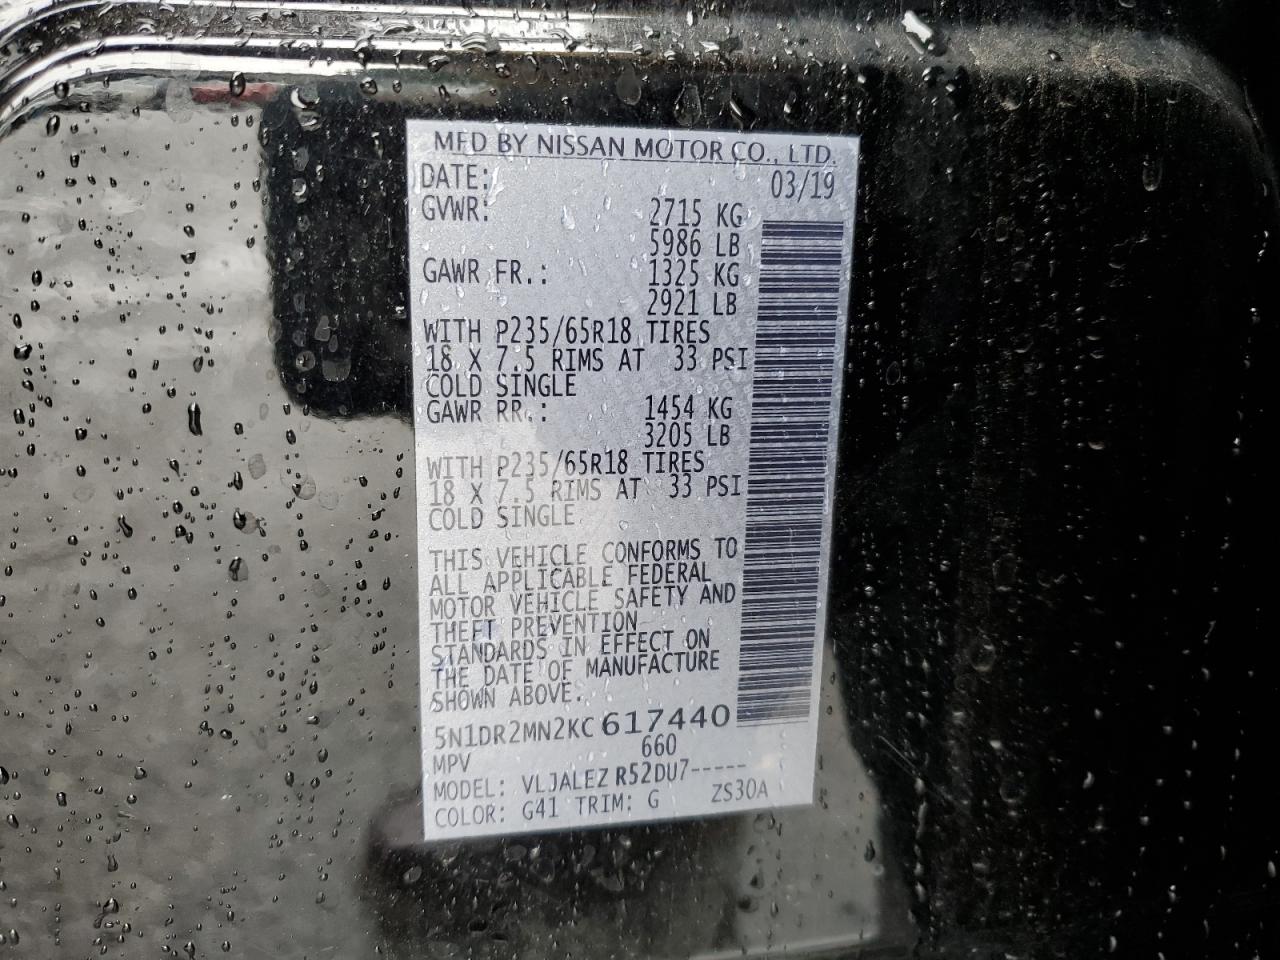 MFD BY NISSAN MOTOR CO., LTD.
DATE: 03/19
GVWR: 2715 KG
5986 LB
GAWR FR.: 1325 KG
2921 LB
WITH P235/65R18 TIRES
18 X 7.5 RIMS AT 33 PSI
COLD SINGLE
GAWR RR.: 1454 KG
3205 LB
WITH P235/65R18 TIRES
18 X 7.5 RIMS AT 33 PSI
COLD SINGLE
THIS VEHICLE CONFORMS TO
ALL APPLICABLE FEDERAL
MOTOR VEHICLE SAFETY AND
THEFT PREVENTION
STANDARDS IN EFFECT ON
THE DATE OF MANUFACTURE
SHOWN ABOVE.
5N1DR2MN2KC617440
MPV 660
MODEL: VLJALEZ R52DU7-----
COLOR: G41 TRIM: G ZS30A